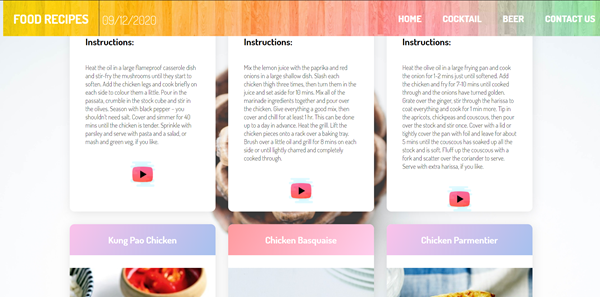 FOOD RECIPES 09/12/2020 HOME COCKTAIL BEER CONTACT US
Instructions:
Heat the oil in a large flameproof casserole dish
and stir-fry the mushrooms until they start to
soften. Add the chicken legs and cook briefly on
each side to colour them a little. Pour in the
passata, crumble in the stock cube and stir in
the olives. Season with black pepper – you
shouldn't need salt. Cover and simmer for 40
mins until the chicken is tender. Sprinkle with
parsley and serve with pasta and a salad, or
mash and green veg, if you like.
Instructions:
Mix the lemon juice with the paprika and red
onions in a large shallow dish. Slash each
chicken thigh three times, then turn them in the
juice and set aside for 10 mins. Mix all of the
marinade ingredients together and pour over
the chicken. Give everything a good mix, then
cover and chill for at least 1 hr. This can be done
up to a day in advance. Heat the grill. Lift the
chicken pieces onto a rack over a baking tray.
Brush over a little oil and grill for 8 mins on each
side or until lightly charred and completely
cooked through.
Instructions:
Heat the olive oil in a large frying pan and cook
the onion for 1-2 mins just until softened. Add
the chicken and fry for 7-10 mins until cooked
through and the onions have turned golden.
Grate over the ginger, stir through the harissa to
coat everything and cook for 1 min more. Tip in
the apricots, chickpeas and couscous, then pour
over the stock and stir once. Cover with a lid or
tightly cover the pan with foil and leave for about
5 mins until the couscous has soaked up all the
stock and is soft. Fluff up the couscous with a
fork and scatter over the coriander to serve.
Serve with extra harissa, if you like.
Kung Pao Chicken
Chicken Basquaise
Chicken Parmentier